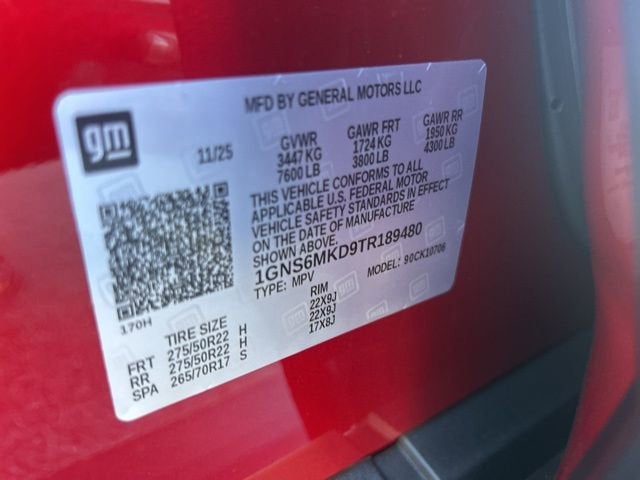 MFD BY GENERAL MOTORS LLC
gm
11/25
GVWR GAWR FRT GAWR RR
3447 KG 1724 KG 1950 KG
7600 LB 3800 LB 4300 LB
THIS VEHICLE CONFORMS TO ALL
APPLICABLE U.S. FEDERAL MOTOR
VEHICLE SAFETY STANDARDS IN EFFECT
ON THE DATE OF MANUFACTURE
SHOWN ABOVE.
1GNS6MKD9TR189480
TYPE: MPV MODEL: 90CK10706
170H
TIRE SIZE RIM
FRT 275/50R22 H 22X9J
RR 275/50R22 H 22X9J
SPA 265/70R17 S 17X8J